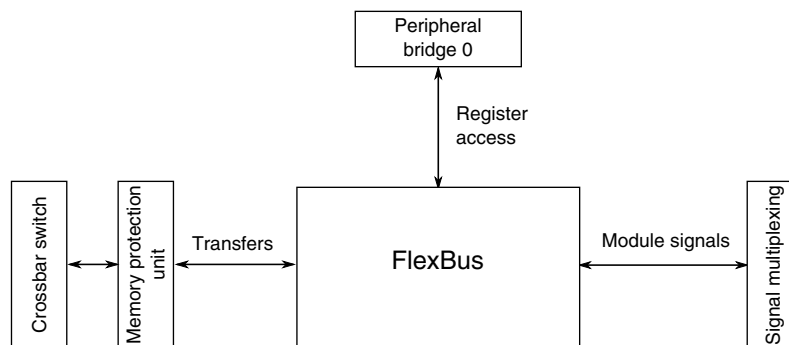 Peripheral
bridge 0
Register
access
Crossbar switch
Memory protection
unit
Transfers
FlexBus
Module signals
Signal multiplexing